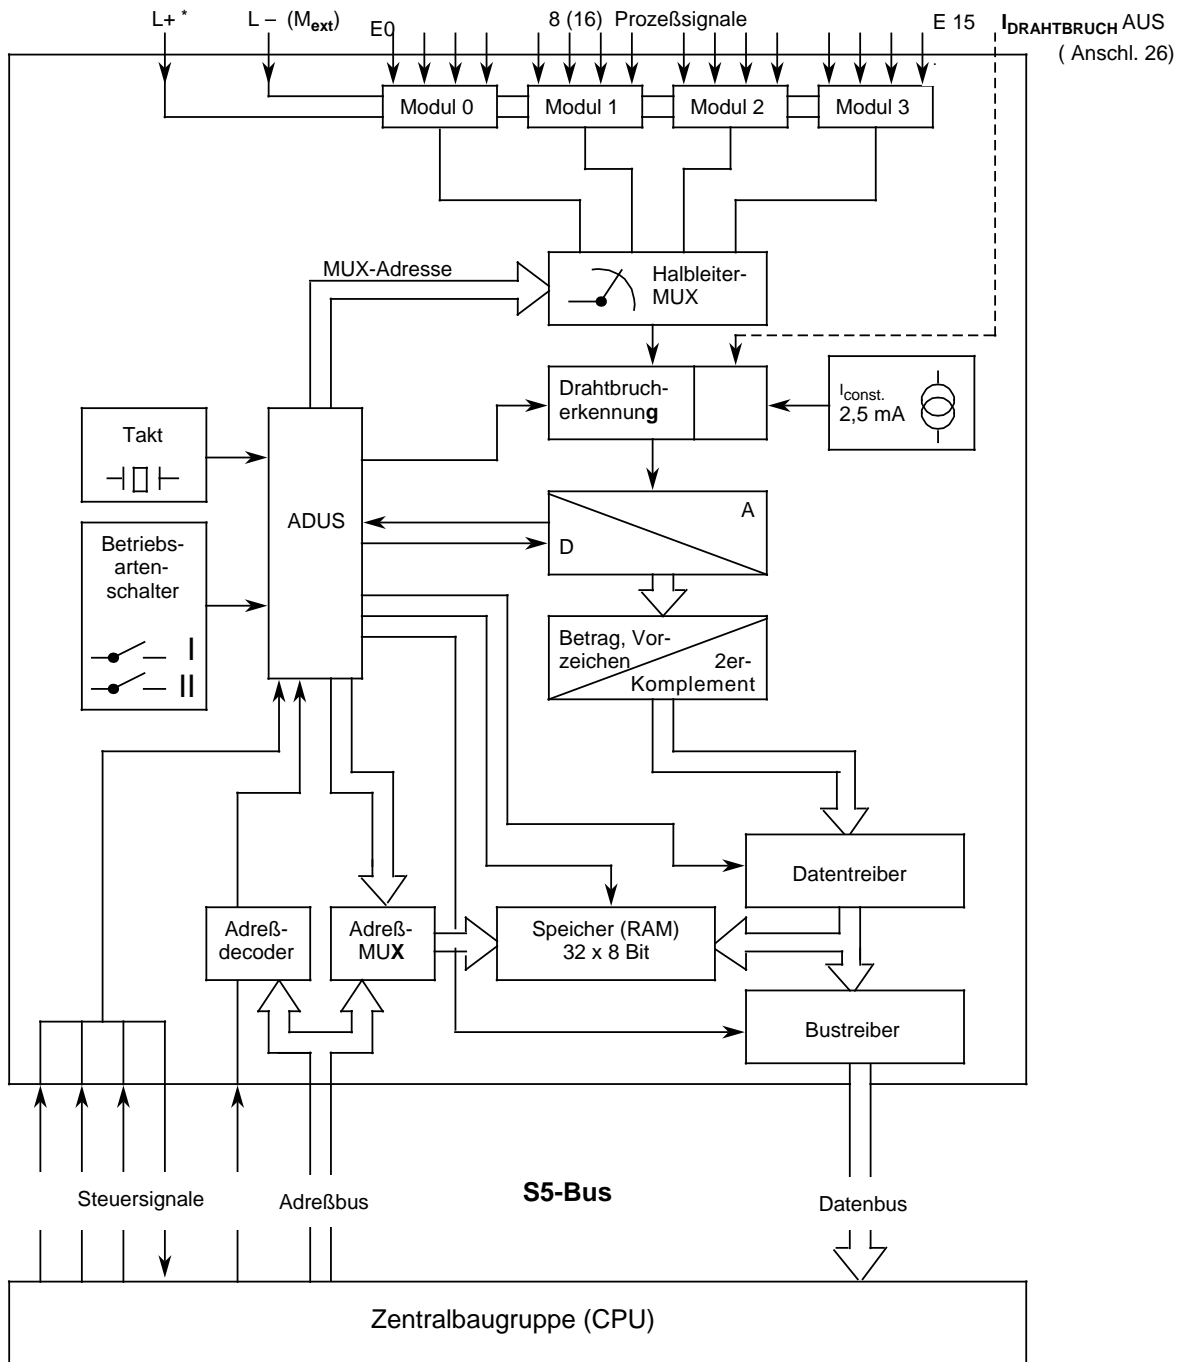 L+ *
L – (Mext)
E0
8 (16) Prozeßsignale
E 15
IDRAHTBRUCH AUS
( Anschl. 26)
Modul 0
Modul 1
Modul 2
Modul 3
MUX-Adresse
Halbleiter-
MUX
Drahtbruch-
erkennung
Iconst.
2,5 mA
Takt
ADUS
A
D
Betriebs-
arten-
schalter
I
II
Betrag, Vor-
zeichen
2er-
Komplement
Datentreiber
Adreß-
decoder
Adreß-
MUX
Speicher (RAM)
32 x 8 Bit
Bustreiber
Steuersignale
Adreßbus
S5-Bus
Datenbus
Zentralbaugruppe (CPU)